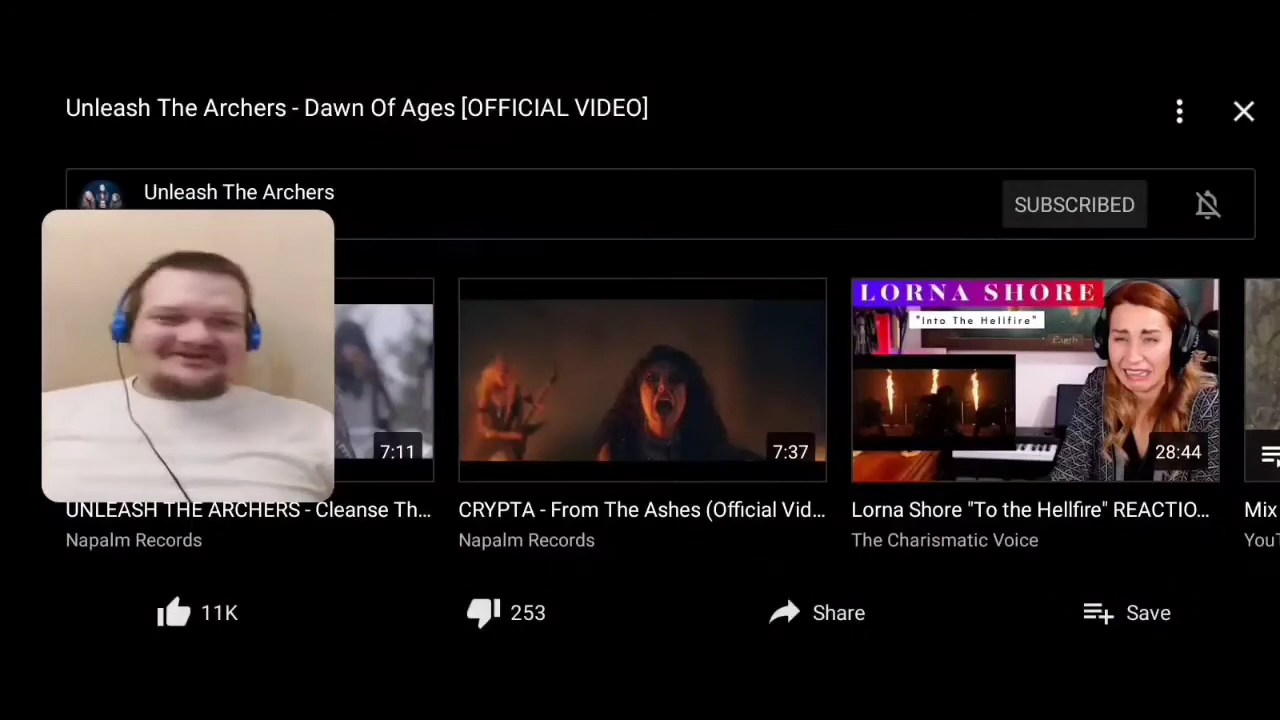 Unleash The Archers - Dawn Of Ages [OFFICIAL VIDEO]
Unleash The Archers
SUBSCRIBED
LORNA SHORE
"Into The Hellfire"
7:11
7:37
28:44
UNLEASH THE ARCHERS - Cleanse Th...
CRYPTA - From The Ashes (Official Vid...
Lorna Shore "To the Hellfire" REACTIO...
Mix
Napalm Records
Napalm Records
The Charismatic Voice
YouT
11K
253
Share
Save